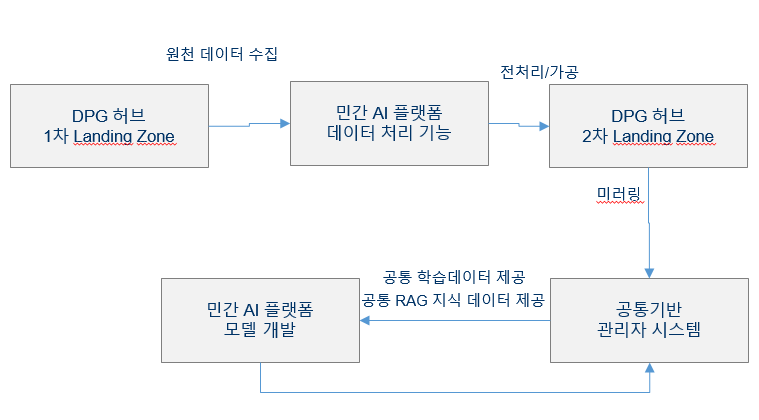 원천 데이터 수집
전처리/가공
DPG 허브
1차 Landing Zone
민간 AI 플랫폼
데이터 처리 기능
DPG 허브
2차 Landing Zone
미러링
공통 학습데이터 제공
공통 RAG 지식 데이터 제공
민간 AI 플랫폼
모델 개발
공통기반
관리자 시스템